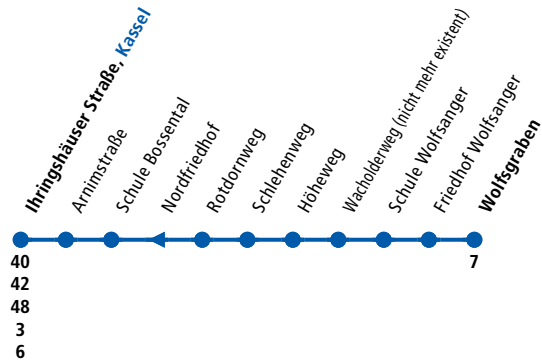 Ihringshäuser Straße, Kassel
Arnimstraße
Schule Bossental
Nordfriedhof
Rotdornweg
Schlehenweg
Höheweg
Wacholderweg (nicht mehr existent)
Schule Wolfsanger
Friedhof Wolfsanger
Wolfsgraben
40
42
48
3
6
7